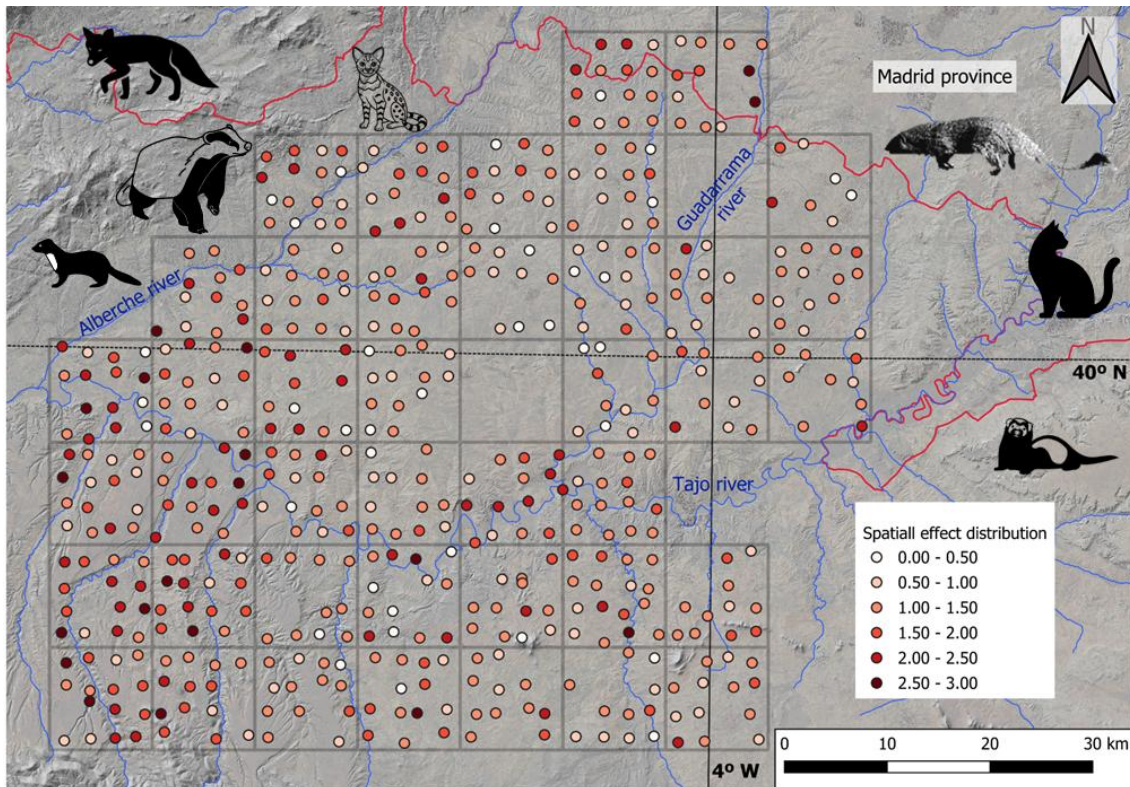 N
Madrid province
Guadarrama
river
Alberche river
40º N
Tajo river
Spatiall effect distribution
0.00 - 0.50
0.50 - 1.00
1.00 - 1.50
1.50 - 2.00
2.00 - 2.50
2.50 - 3.00
4º W
0 10 20 30 km